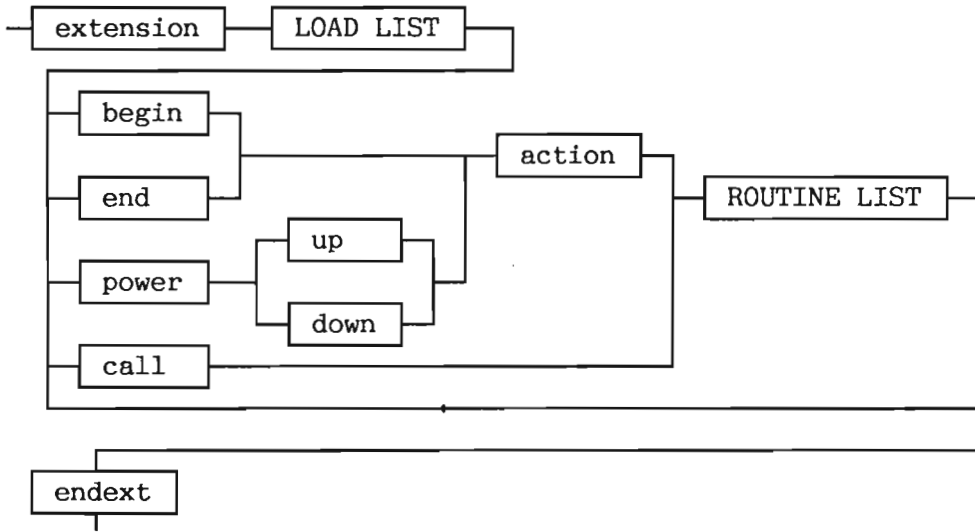 extension LOAD LIST
begin
action
end ROUTINE LIST
up
power
down
call
endext